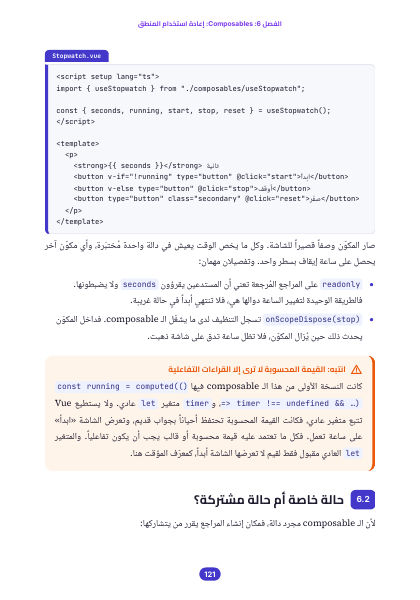 الفصل 6: Composables: إعادة استخدام المنطق
Stopwatch.vue
<script setup lang="ts">
import { useStopwatch } from "./composables/useStopwatch";
const { seconds, running, start, stop, reset } = useStopwatch();
</script>
<template>
<p>
<strong>{{ seconds }}</strong> ثانية
<button v-if="!running" type="button" @click="start">ابدأ</button>
<button v-else type="button" @click="stop">أوقف</button>
<button type="button" class="secondary" @click="reset">صفر</button>
</p>
</template>
صار المكوّن وصفاً قصيراً للشاشة. وكل ما يخص الوقت يعيش في دالة واحدة مُختبَرة، وأي مكوّن آخر
يحصل على ساعة إيقاف بسطر واحد. وتفصيلان مهمان:
• readonly على المراجع المُرجعة تعني أن المستدعين يقرؤون seconds ولا يضبطونها.
فالطريقة الوحيدة لتغيير الساعة دوالها هي، فلا تنتهي أبداً في حالة غريبة.
• onScopeDispose(stop) تسجل التنظيف لدى ما يشغّل الـ composable. فداخل المكوّن
يحدث ذلك حين يُزال المكوّن، فلا تظل ساعة تدق على شاشة ذهبت.
انتبه: القيمة المحسوبة لا ترى إلا القراءات التفاعلية
كانت النسخة الأولى من هذا الـ composable فيها const running = computed(()
=> timer !== undefined && …)، و timer متغير let عادي. ولا يستطيع Vue
تتبع متغير عادي، فكانت القيمة المحسوبة تحتفظ أحياناً بجواب قديم، وتعرض الشاشة «ابدأ»
على ساعة تعمل. فكل ما تعتمد عليه قيمة محسوبة أو قالب يجب أن يكون تفاعلياً. والمتغير
let العادي مقبول فقط لقيم لا تعرضها الشاشة أبداً، كمعرّف المؤقت هنا.
6.2 حالة خاصة أم حالة مشتركة؟
لأن الـ composable مجرد دالة، فمكان إنشاء المراجع يقرر من يتشاركها:
121